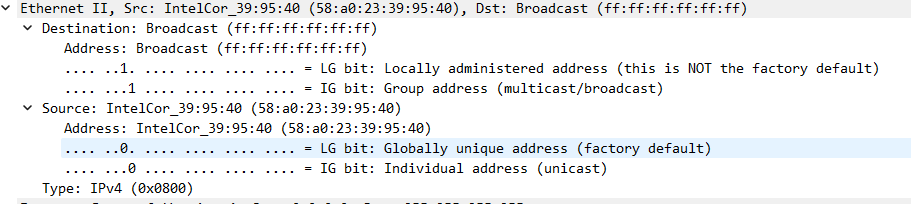 Ethernet II, Src: IntelCor_39:95:40 (58:a0:23:39:95:40), Dst: Broadcast (ff:ff:ff:ff:ff:ff)
Destination: Broadcast (ff:ff:ff:ff:ff:ff)
Address: Broadcast (ff:ff:ff:ff:ff:ff)
.... ..1. .... .... .... .... = LG bit: Locally administered address (this is NOT the factory default)
.... ...1 .... .... .... .... = IG bit: Group address (multicast/broadcast)
Source: IntelCor_39:95:40 (58:a0:23:39:95:40)
Address: IntelCor_39:95:40 (58:a0:23:39:95:40)
.... ..0. .... .... .... .... = LG bit: Globally unique address (factory default)
.... ...0 .... .... .... .... = IG bit: Individual address (unicast)
Type: IPv4 (0x0800)